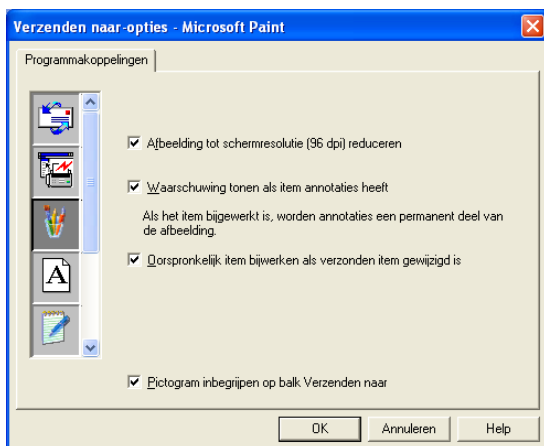 Verzenden naar-opties - Microsoft Paint
Programmakoppelingen
Afbeelding tot schermresolutie (96 dpi) reduceren
Waarschuwing tonen als item annotaties heeft
Als het item bijgewerkt is, worden annotaties een permanent deel van
de afbeelding.
Oorspronkelijk item bijwerken als verzonden item gewijzigd is
A
Pictogram inbegrijpen op balk Verzenden naar
OK
Annuleren
Help